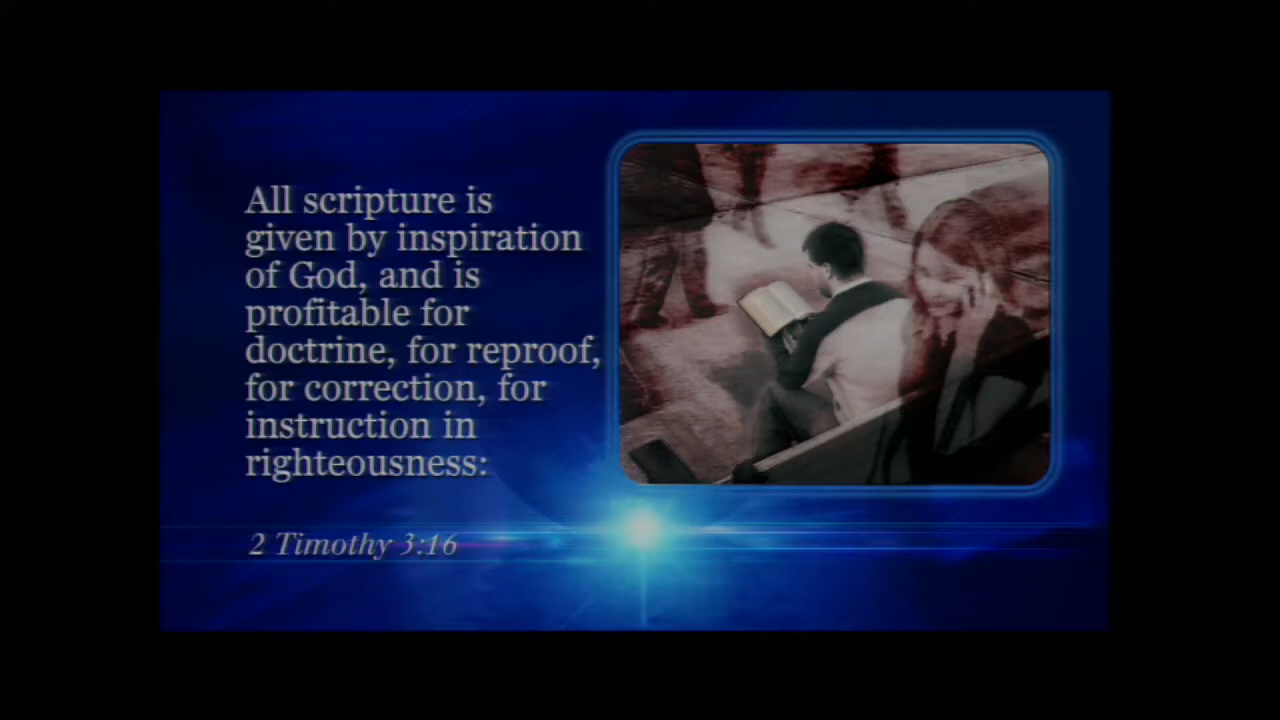 All scripture is
given by inspiration
of God, and is
profitable for
doctrine, for reproof,
for correction, for
instruction in
righteousness:
2 Timothy 3:16